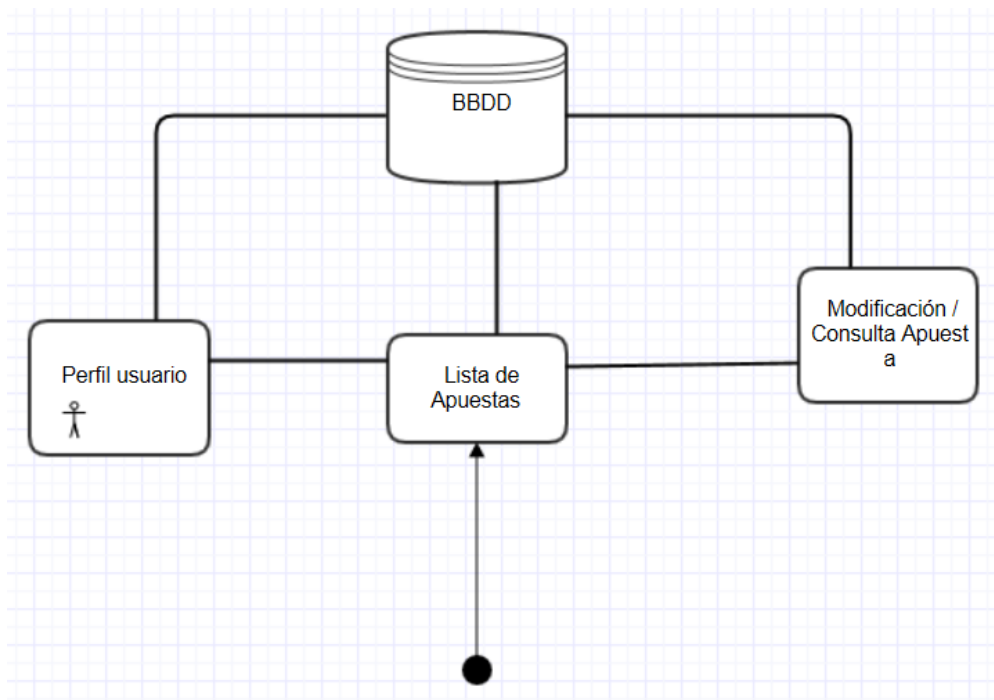 BBDD
Perfil usuario
Lista de
Apuestas
Modificación /
Consulta Apuest
a